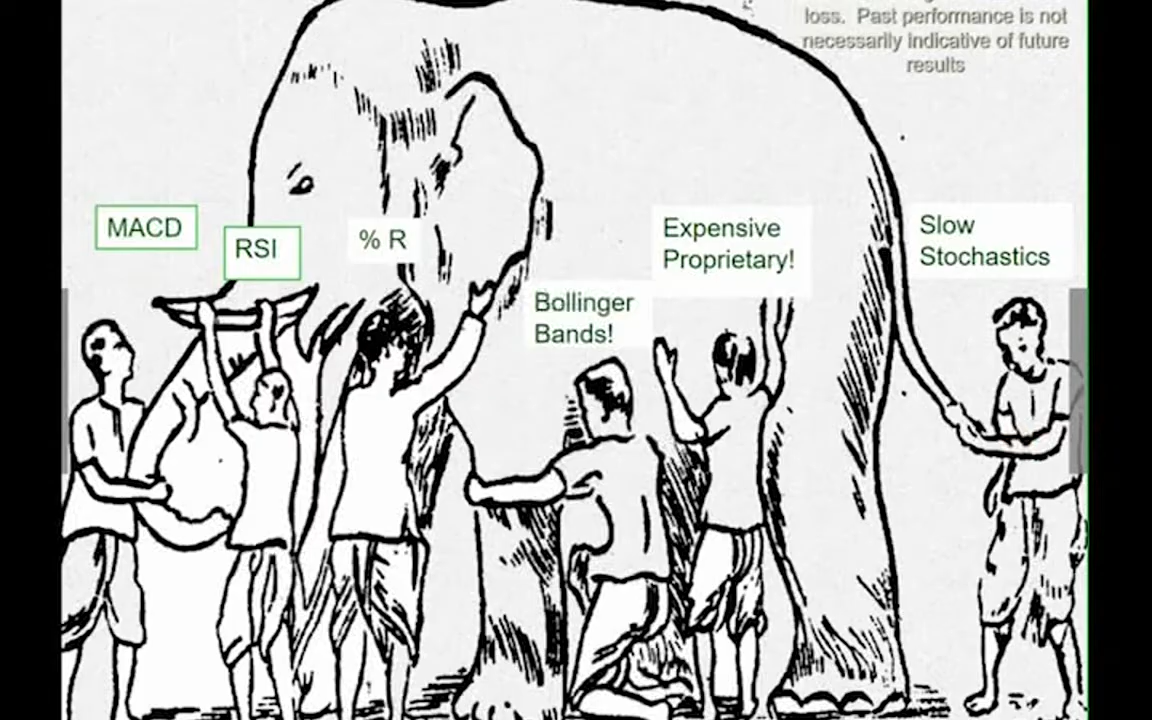 loss. Past performance is not
necessarily indicative of future
results
MACD
RSI
% R
Bollinger
Bands!
Expensive
Proprietary!
Slow
Stochastics